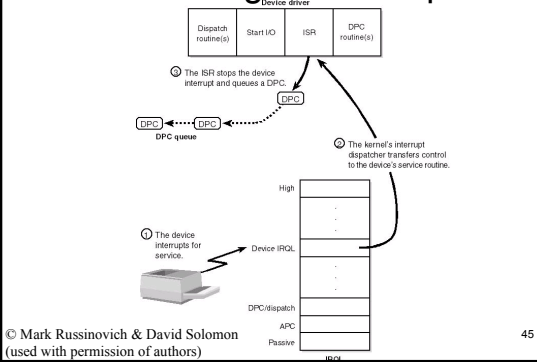 Device driver
Dispatch
routine(s)
Start I/O
ISR
DPC
routine(s)
③ The ISR stops the device
interrupt and queues a DPC.
DPC
DPC
DPC
DPC queue
② The kernel's interrupt
dispatcher transfers control
to the device's service routine.
High
.
.
.
① The device
interrupts for
service.
Device IRQL
.
.
.
DPC/dispatch
APC
Passive
IRQL
© Mark Russinovich & David Solomon
(used with permission of authors)
45